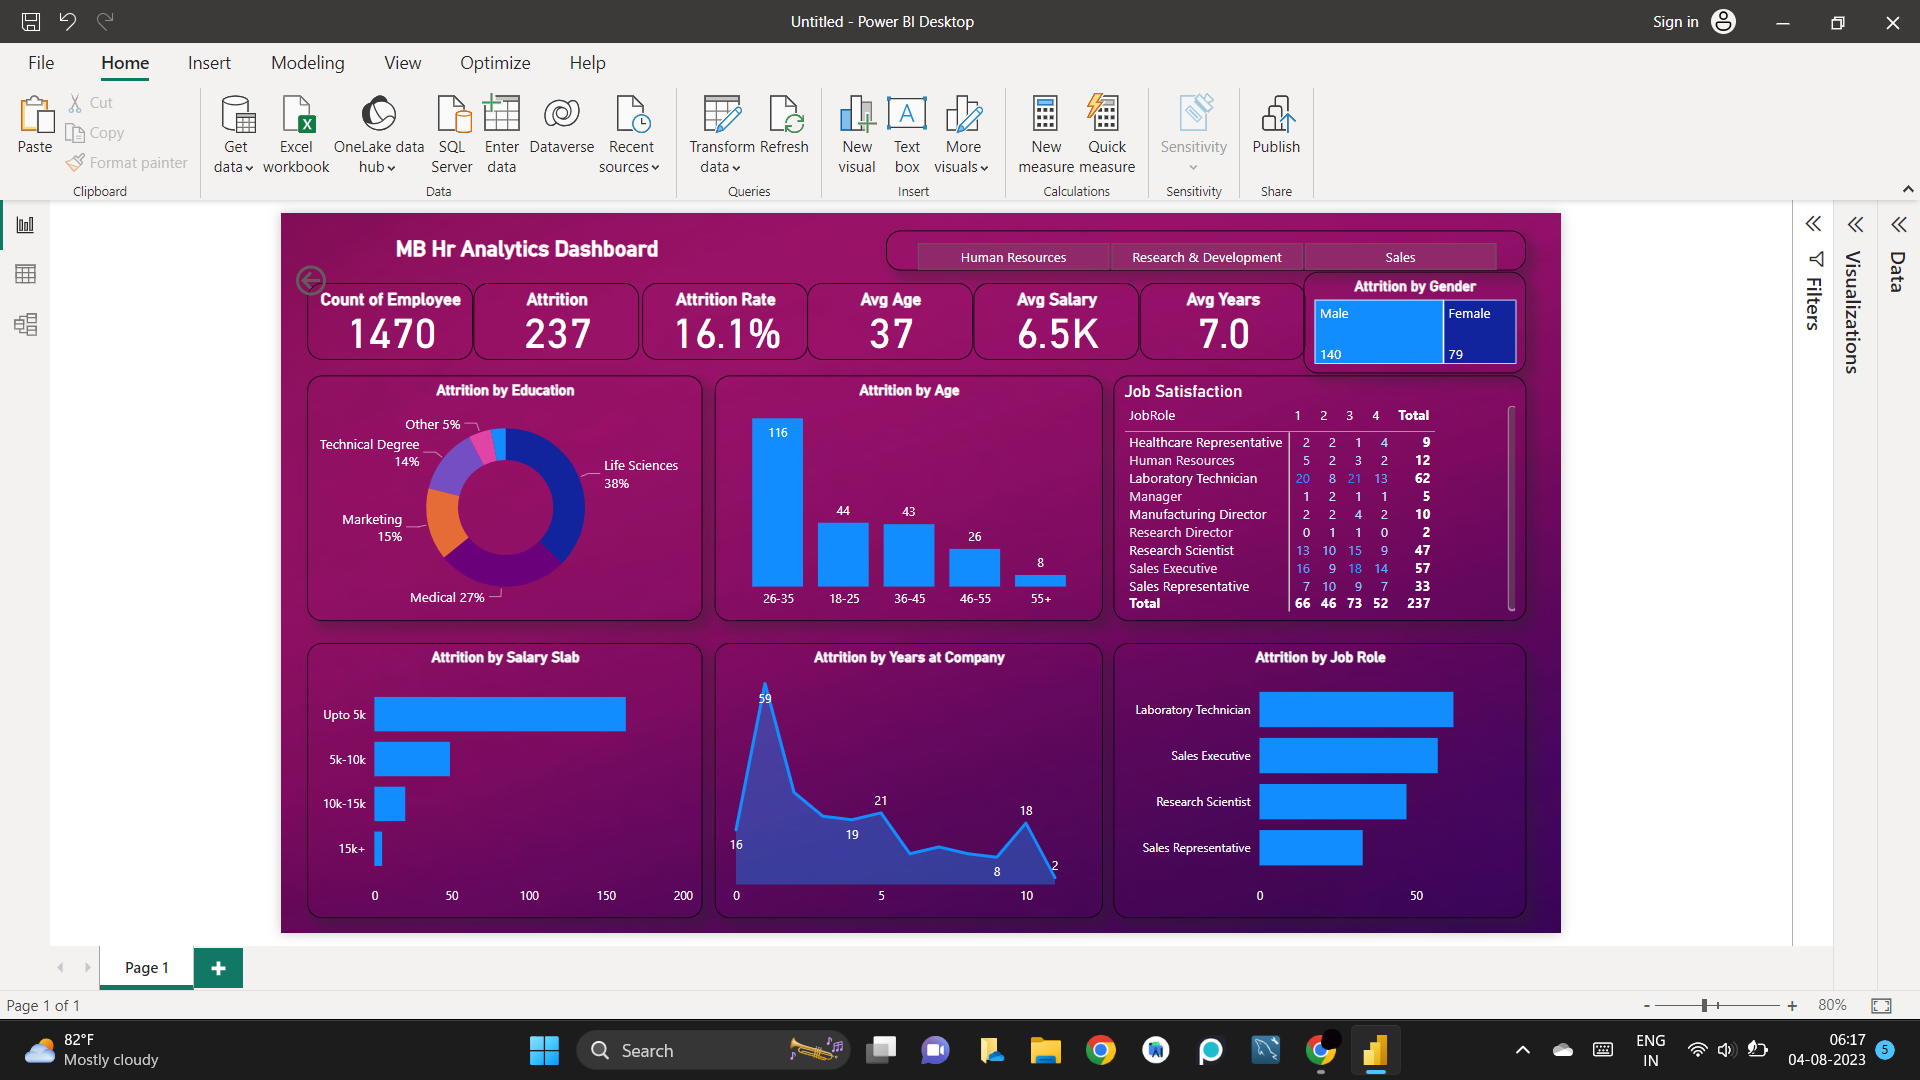 Untitled - Power BI Desktop
Sign in
File Home Insert Modeling View Optimize Help
Paste
Cut
Copy
Format painter
Clipboard
Get data
Excel workbook
OneLake data hub
SQL Server
Enter data
Dataverse
Recent sources
Data
Transform data
Refresh
Queries
New visual
Text box
More visuals
Insert
New measure
Quick measure
Calculations
Sensitivity
Sensitivity
Publish
Share
Filters
Visualizations
Data
MB Hr Analytics Dashboard
Human Resources Research & Development Sales
Count of Employee
1470
Attrition
237
Attrition Rate
16.1%
Avg Age
37
Avg Salary
6.5K
Avg Years
7.0
Attrition by Gender
Male Female
140 79
Attrition by Education
Other 5%
Technical Degree
14%
Life Sciences
38%
Marketing
15%
Medical 27%
Attrition by Age
116
44
43
26
8
26-35 18-25 36-45 46-55 55+
Job Satisfaction
JobRole 1 2 3 4 Total
Healthcare Representative 2 2 1 4 9
Human Resources 5 2 3 2 12
Laboratory Technician 20 8 21 13 62
Manager 1 2 1 1 5
Manufacturing Director 2 2 4 2 10
Research Director 0 1 1 0 2
Research Scientist 13 10 15 9 47
Sales Executive 16 9 18 14 57
Sales Representative 7 10 9 7 33
Total 66 46 73 52 237
Attrition by Salary Slab
Upto 5k
5k-10k
10k-15k
15k+
0 50 100 150 200
Attrition by Years at Company
59
16
19
21
8
18
2
0 5 10
Attrition by Job Role
Laboratory Technician
Sales Executive
Research Scientist
Sales Representative
0 50
Page 1
+
Page 1 of 1
- + 80%
82°F
Mostly cloudy
Search
ENG
IN
06:17
04-08-2023
5